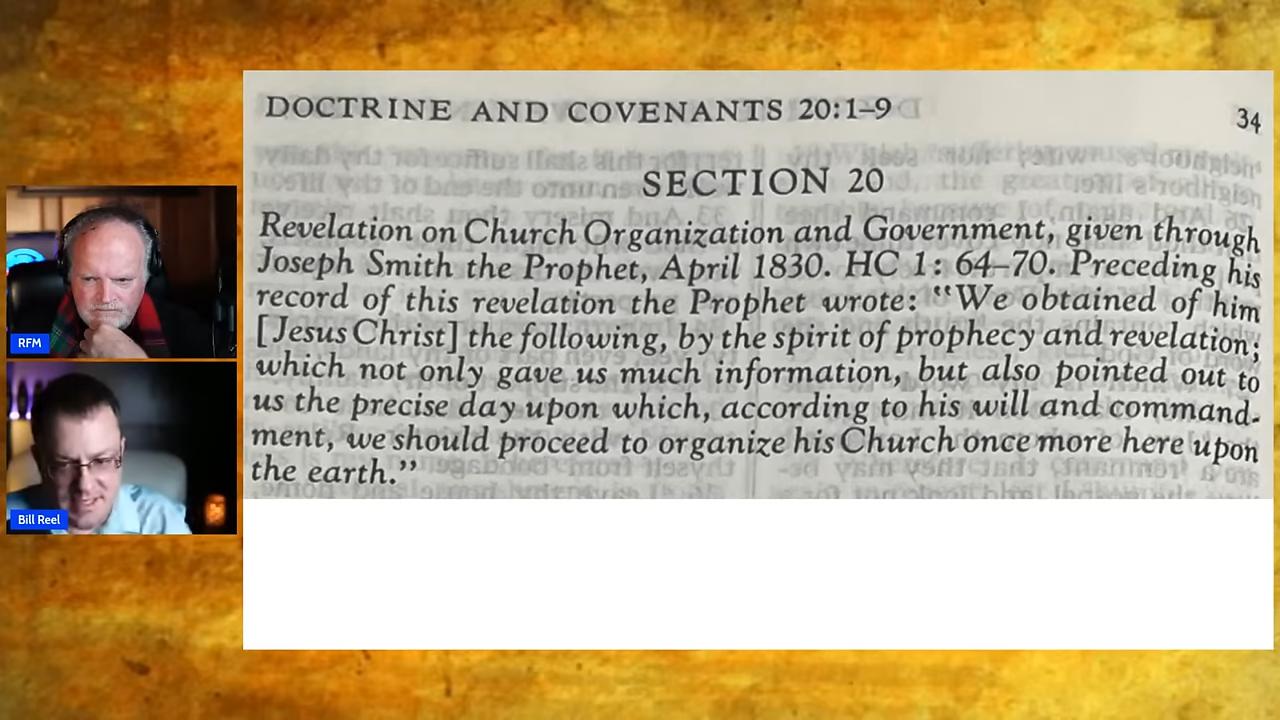 DOCTRINE AND COVENANTS 20:1–9
34
SECTION 20
Revelation on Church Organization and Government, given through
Joseph Smith the Prophet, April 1830. HC 1: 64–70. Preceding his
record of this revelation the Prophet wrote: “We obtained of him
[Jesus Christ] the following, by the spirit of prophecy and revelation;
which not only gave us much information, but also pointed out to
us the precise day upon which, according to his will and command-
ment, we should proceed to organize his Church once more here upon
the earth.”
RFM
Bill Reel